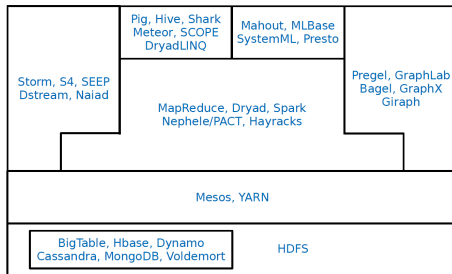 Pig, Hive, Shark
Meteor, SCOPE
DryadLINQ
Mahout, MLBase
SystemML, Presto
Storm, S4, SEEP
Dstream, Naiad
Pregel, GraphLab
Bagel, GraphX
Giraph
MapReduce, Dryad, Spark
Nephele/PACT, Hayracks
Mesos, YARN
BigTable, Hbase, Dynamo
Cassandra, MongoDB, Voldemort
HDFS